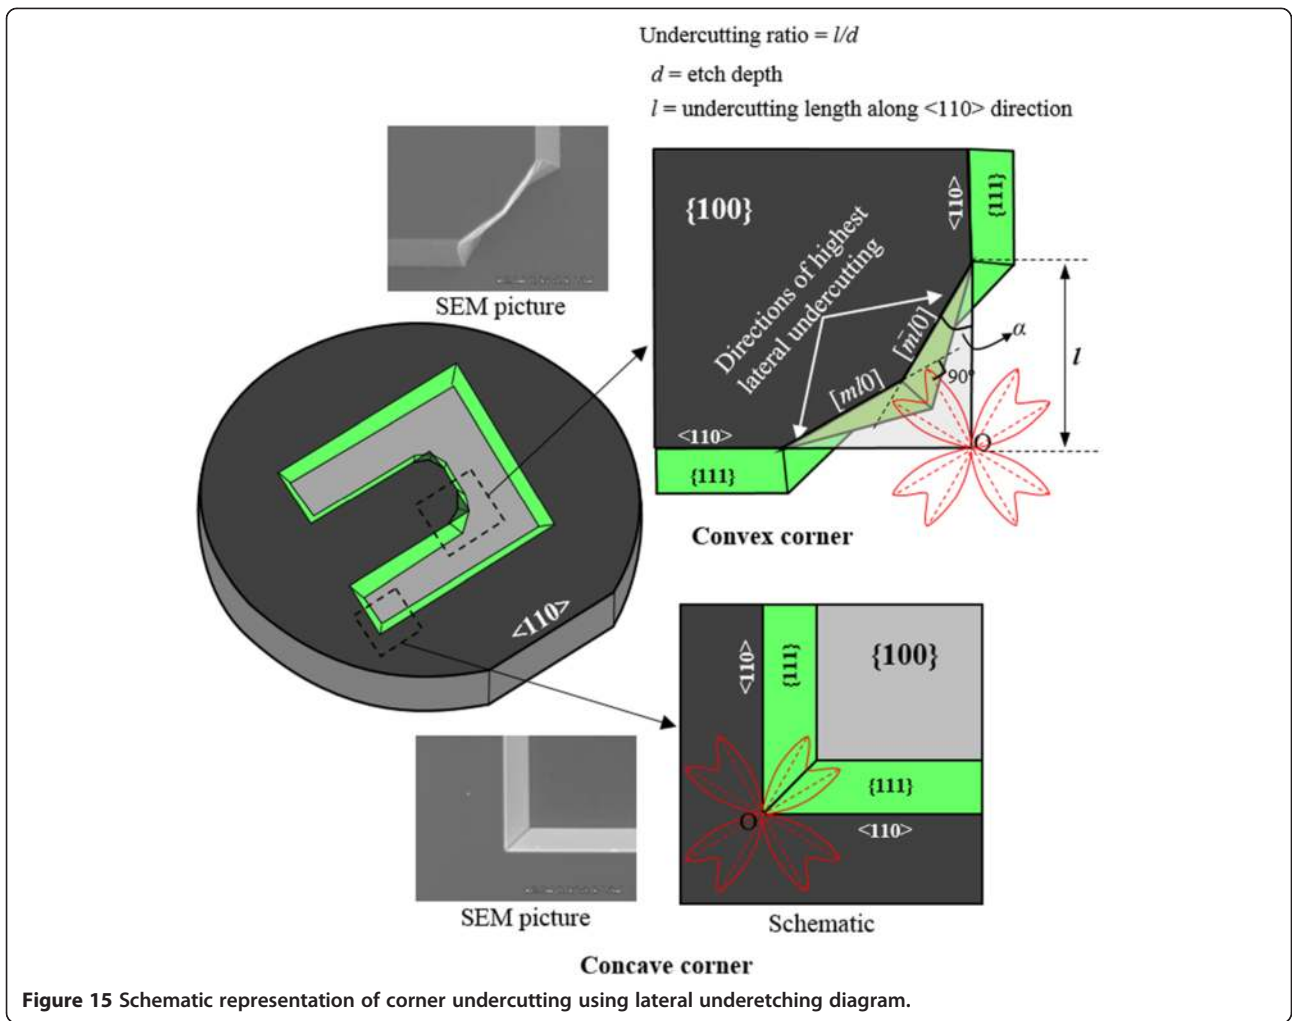 Undercutting ratio = l/d
d = etch depth
l = undercutting length along <110> direction
SEM picture
{100}
<110>
{111}
Directions of highest
lateral undercutting
[m̄l0]
[ml0]
α
90°
l
O
<110>
{111}
Convex corner
<110>
<110>
{111}
{100}
{111}
O
<110>
SEM picture
Schematic
Concave corner
Figure 15 Schematic representation of corner undercutting using lateral underetching diagram.